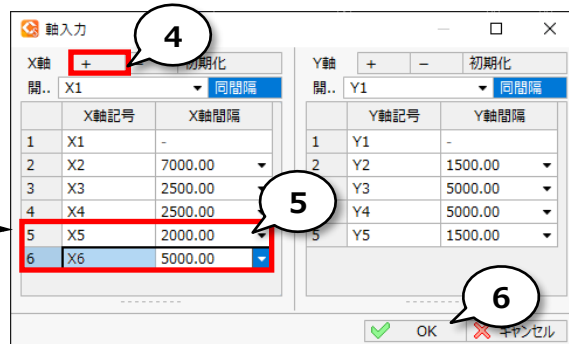 軸入力
4
X軸 + − 初期化
Y軸 + − 初期化
開.. X1 同間隔
開.. Y1 同間隔
X軸記号 X軸間隔
1 X1 -
2 X2 7000.00
3 X3 2500.00
4 X4 2500.00
5 X5 2000.00
6 X6 5000.00
5
Y軸記号 Y軸間隔
1 Y1 -
2 Y2 1500.00
3 Y3 5000.00
4 Y4 5000.00
5 Y5 1500.00
6
OK キャンセル